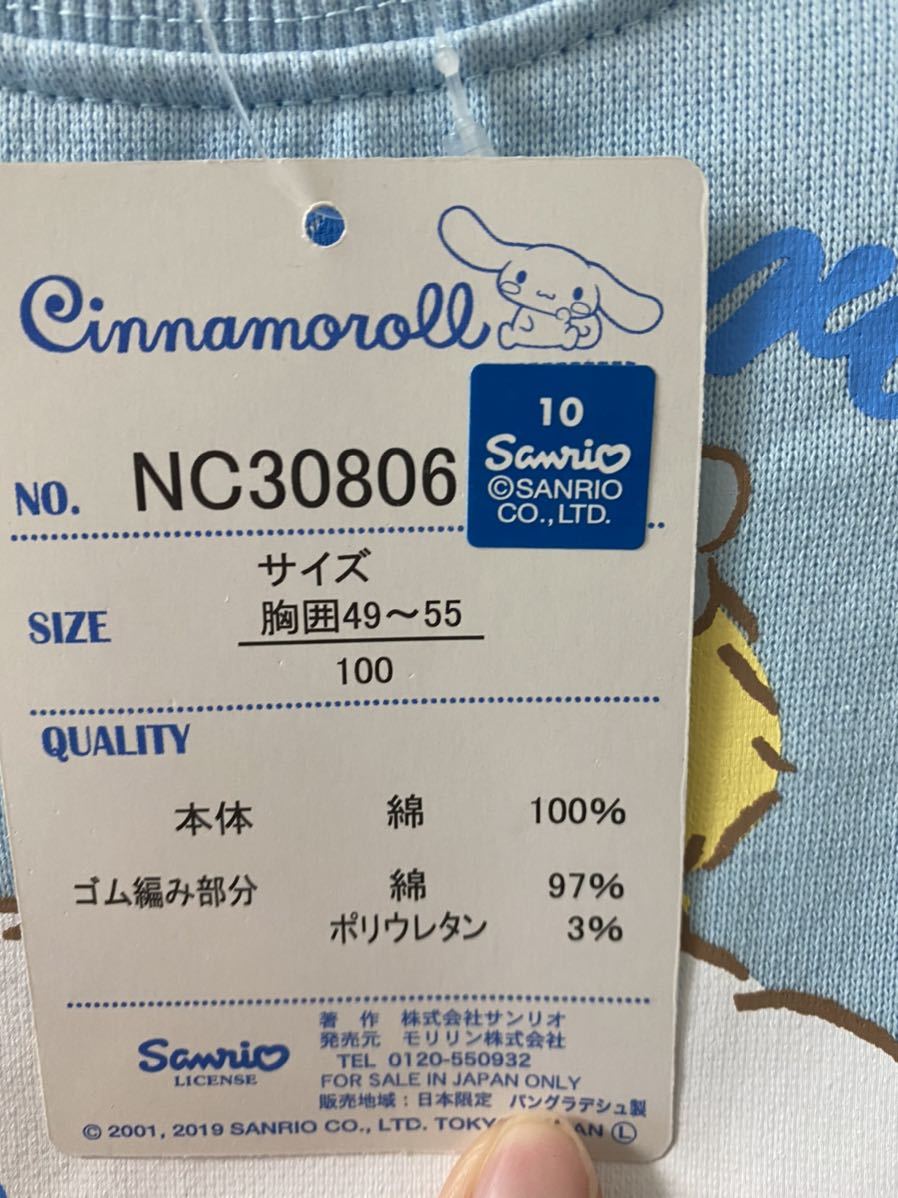 Cinnamoroll
10
Sanrio
©SANRIO
CO.,LTD.
NO. NC30806
サイズ
SIZE 胸囲49～55
100
QUALITY
本体 綿 100%
ゴム編み部分 綿 97%
ポリウレタン 3%
Sanrio
LICENSE
著 作 株式会社サンリオ
発売元 モリリン株式会社
TEL 0120-550932
FOR SALE IN JAPAN ONLY
販売地域：日本限定 バングラデシュ製
© 2001, 2019 SANRIO CO., LTD. Ⓛ